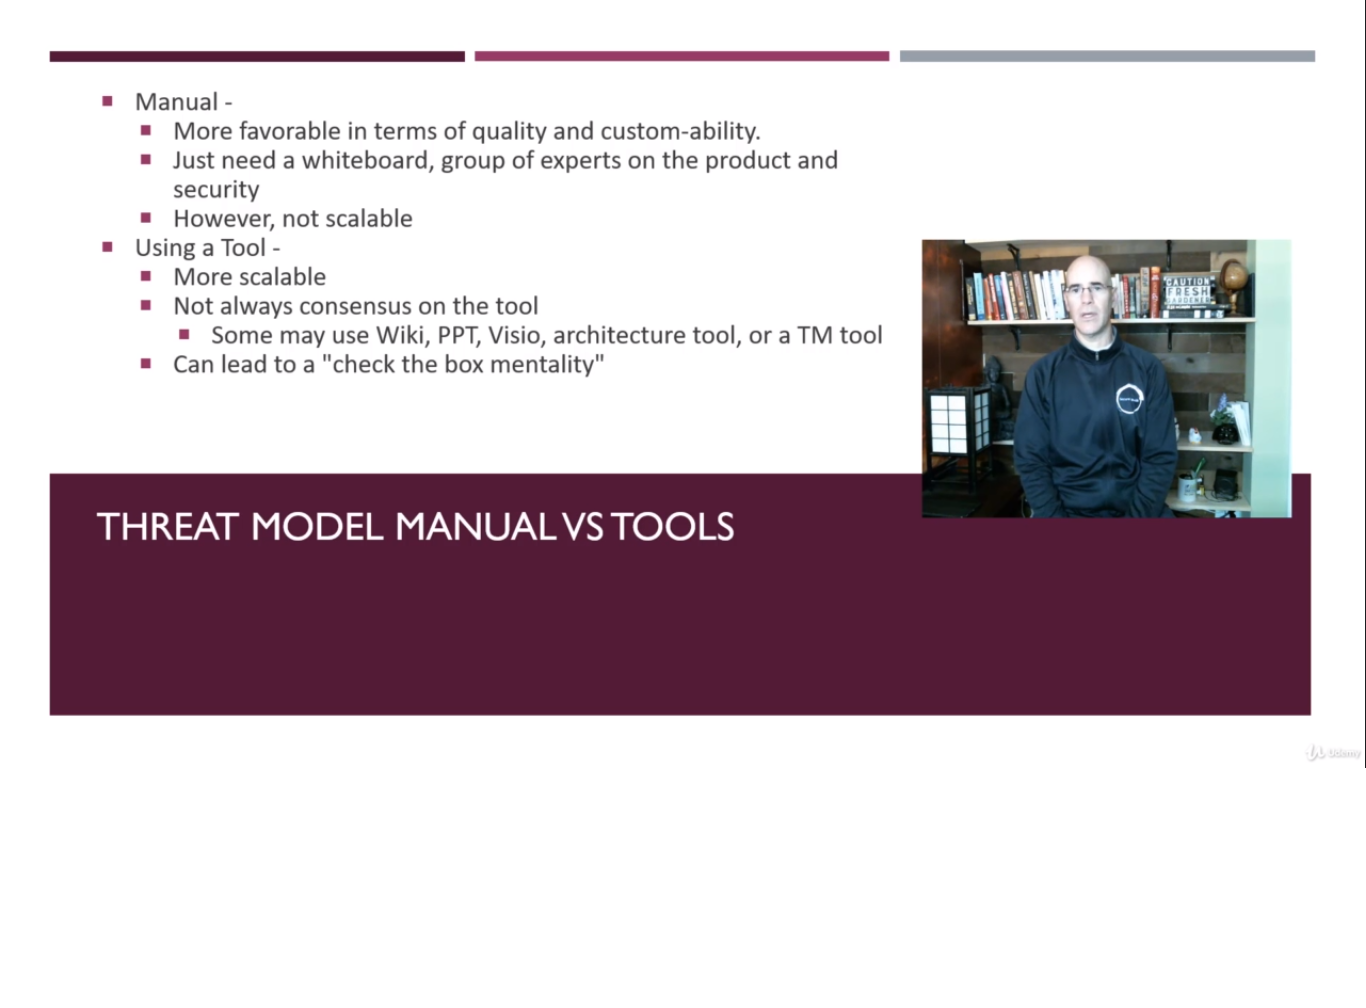 Manual -
More favorable in terms of quality and custom-ability.
Just need a whiteboard, group of experts on the product and
security
However, not scalable
Using a Tool -
More scalable
Not always consensus on the tool
Some may use Wiki, PPT, Visio, architecture tool, or a TM tool
Can lead to a "check the box mentality"
CAUTION
FRESH
GARDENER
THREAT MODEL MANUAL VS TOOLS
Udemy